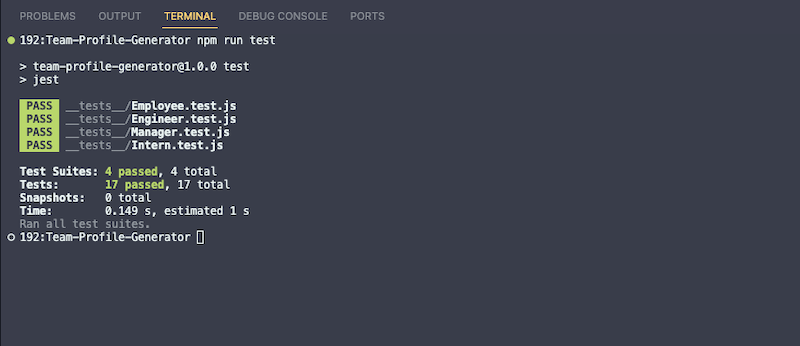 PROBLEMS OUTPUT TERMINAL DEBUG CONSOLE PORTS
192:Team-Profile-Generator npm run test
> team-profile-generator@1.0.0 test
> jest
PASS __tests__/Employee.test.js
PASS __tests__/Engineer.test.js
PASS __tests__/Manager.test.js
PASS __tests__/Intern.test.js
Test Suites: 4 passed, 4 total
Tests: 17 passed, 17 total
Snapshots: 0 total
Time: 0.149 s, estimated 1 s
Ran all test suites.
192:Team-Profile-Generator